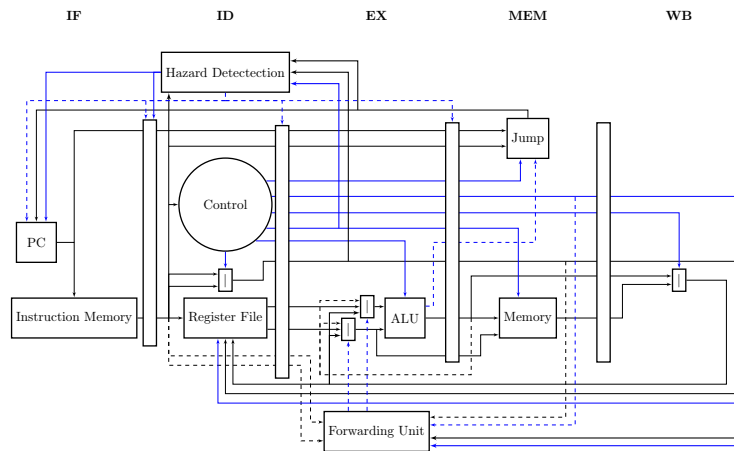 IF ID EX MEM WB
Hazard Detectection
Jump
Control
PC
Instruction Memory
Register File
ALU
Memory
Forwarding Unit